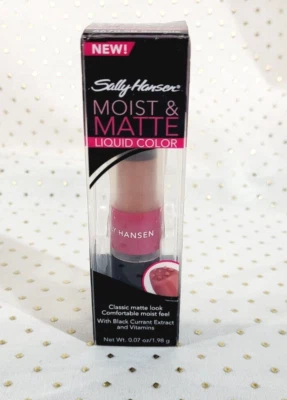 NEW!
Sally Hansen
MOIST &
MATTE
LIQUID COLOR
Y HANSEN
Classic matte look
Comfortable moist feel
With Black Currant Extract
and Vitamins
Net Wt. 0.07 oz/1.98 g